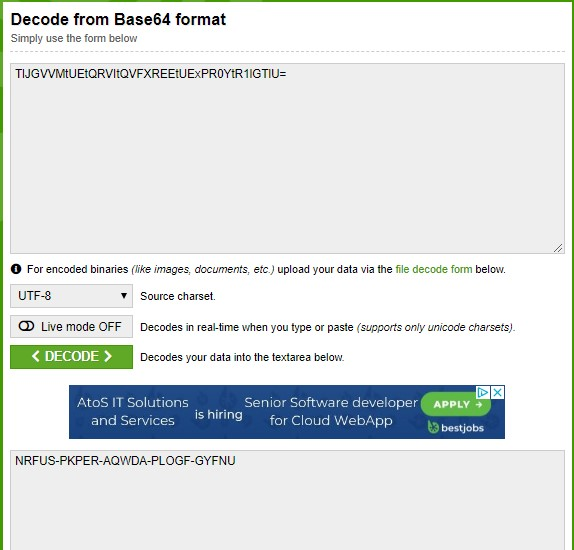 Decode from Base64 format
Simply use the form below
TlJGVVMtUEtQRVItQVFXREEtUExPR0YtR1lGTlU=
For encoded binaries (like images, documents, etc.) upload your data via the file decode form below.
UTF-8 Source charset.
Live mode OFF Decodes in real-time when you type or paste (supports only unicode charsets).
DECODE Decodes your data into the textarea below.
AtoS IT Solutions and Services
is hiring
Senior Software developer for Cloud WebApp
APPLY
bestjobs
NRFUS-PKPER-AQWDA-PLOGF-GYFNU